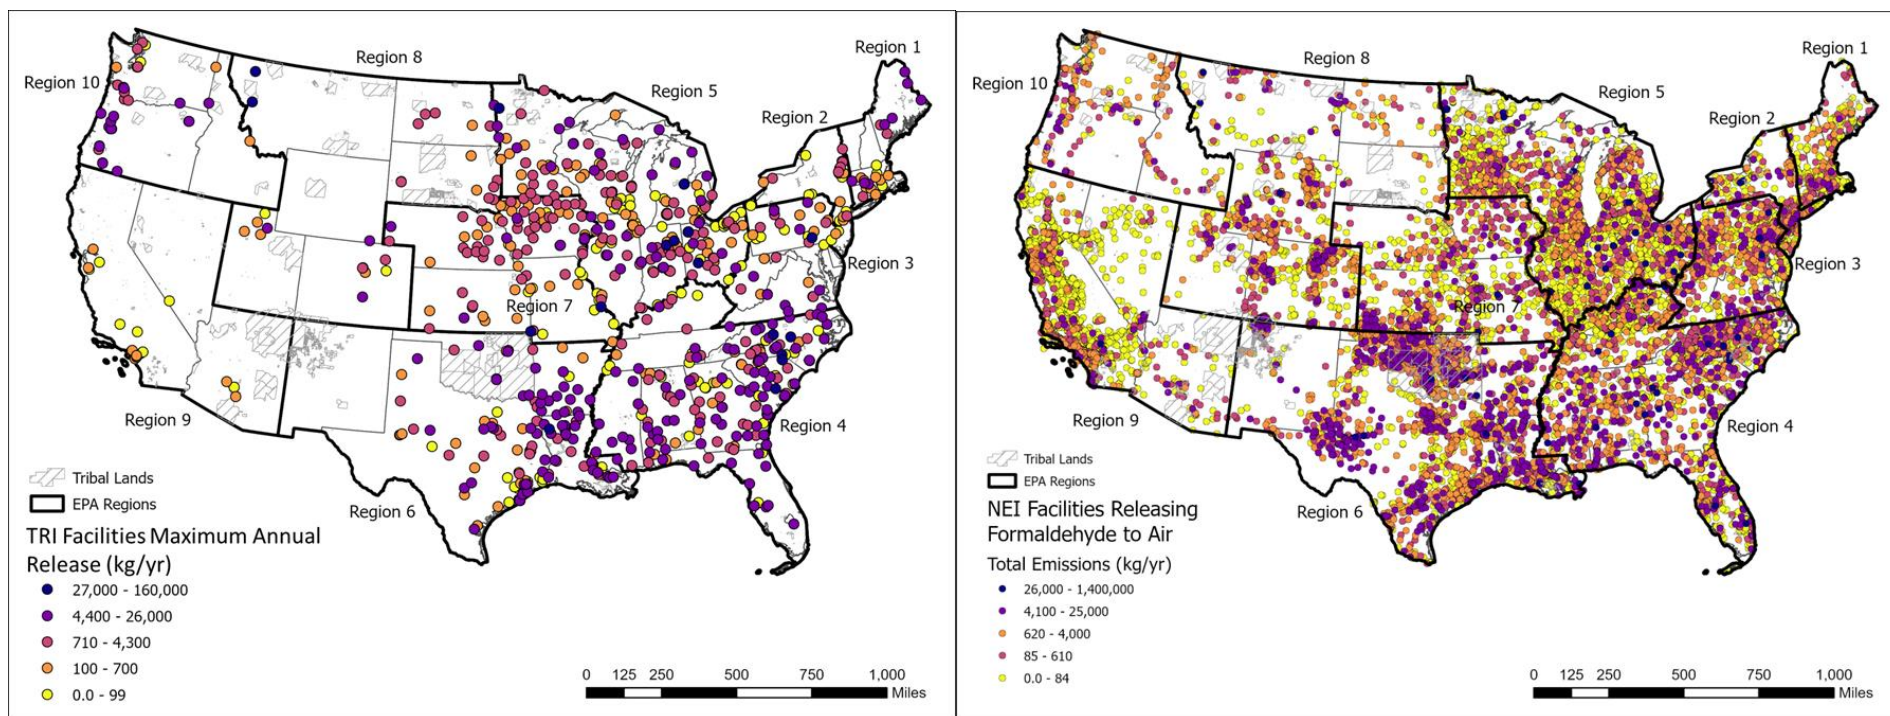 Region 1
Region 8
Region 10
Region 5
Region 2
Region 3
Region 7
Region 9
Region 4
Region 6
Tribal Lands
EPA Regions
TRI Facilities Maximum Annual
Release (kg/yr)
27,000 - 160,000
4,400 - 26,000
710 - 4,300
100 - 700
0.0 - 99
0 125 250 500 750 1,000
Miles
Region 1
Region 8
Region 10
Region 5
Region 2
Region 3
Region 7
Region 9
Region 4
Region 6
Tribal Lands
EPA Regions
NEI Facilities Releasing
Formaldehyde to Air
Total Emissions (kg/yr)
26,000 - 1,400,000
4,100 - 25,000
620 - 4,000
85 - 610
0.0 - 84
0 125 250 500 750 1,000
Miles